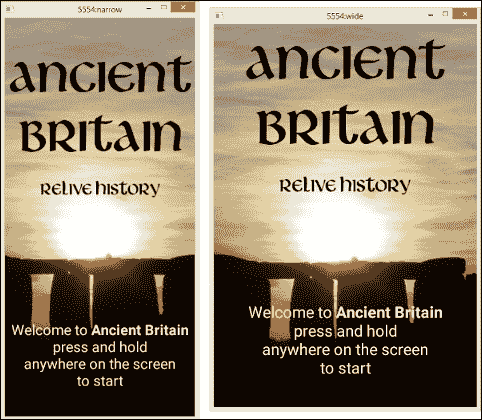 5554:narrow
ANCIENT
BRITAIN
RELIVE HISTORY
Welcome to Ancient Britain
press and hold
anywhere on the screen
to start
5554:wide
ANCIENT
BRITAIN
RELIVE HISTORY
Welcome to Ancient Britain
press and hold
anywhere on the screen
to start